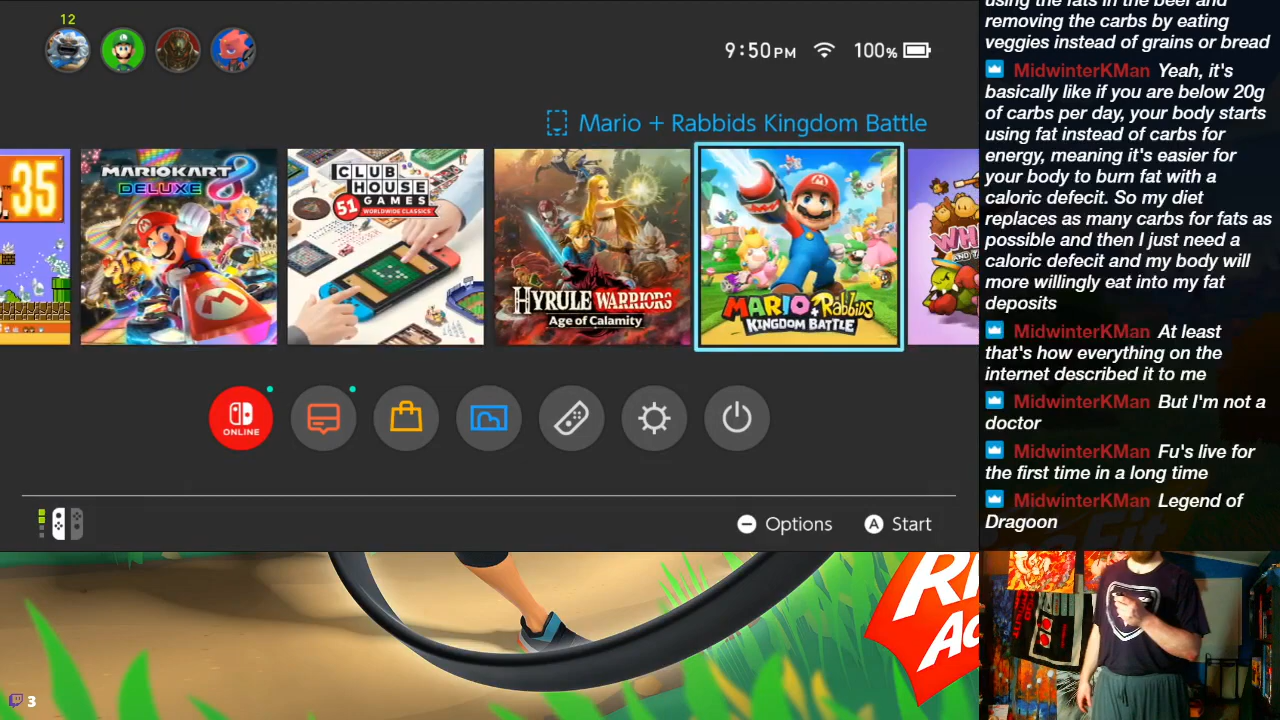 12
9:50 PM 100%
Mario + Rabbids Kingdom Battle
35
MARIOKART 8
DELUXE
CLUB
HOUSE
GAMES
51 WORLDWIDE CLASSICS
HYRULE WARRIORS
Age of Calamity
MARIO + Rabbids
KINGDOM BATTLE
WH
ONLINE
Options
A Start
3
using the fats in the beef and
removing the carbs by eating
veggies instead of grains or bread
MidwinterKMan Yeah, it's
basically like if you are below 20g
of carbs per day, your body starts
using fat instead of carbs for
energy, meaning it's easier for
your body to burn fat with a
caloric defecit. So my diet
replaces as many carbs for fats as
possible and then I just need a
caloric defecit and my body will
more willingly eat into my fat
deposits
MidwinterKMan At least
that's how everything on the
internet described it to me
MidwinterKMan But I'm not a
doctor
MidwinterKMan Fu's live for
the first time in a long time
MidwinterKMan Legend of
Dragoon